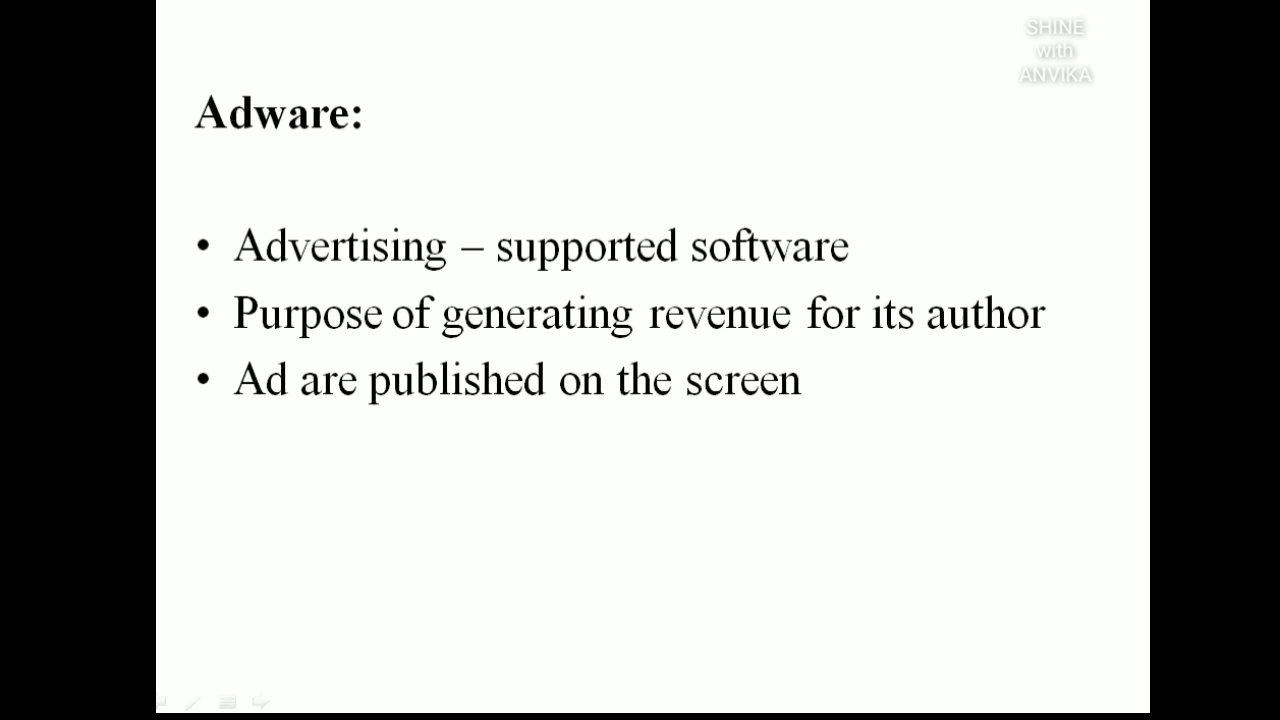 SHINE
with
ANVIKA
Adware:
• Advertising – supported software
• Purpose of generating revenue for its author
• Ad are published on the screen